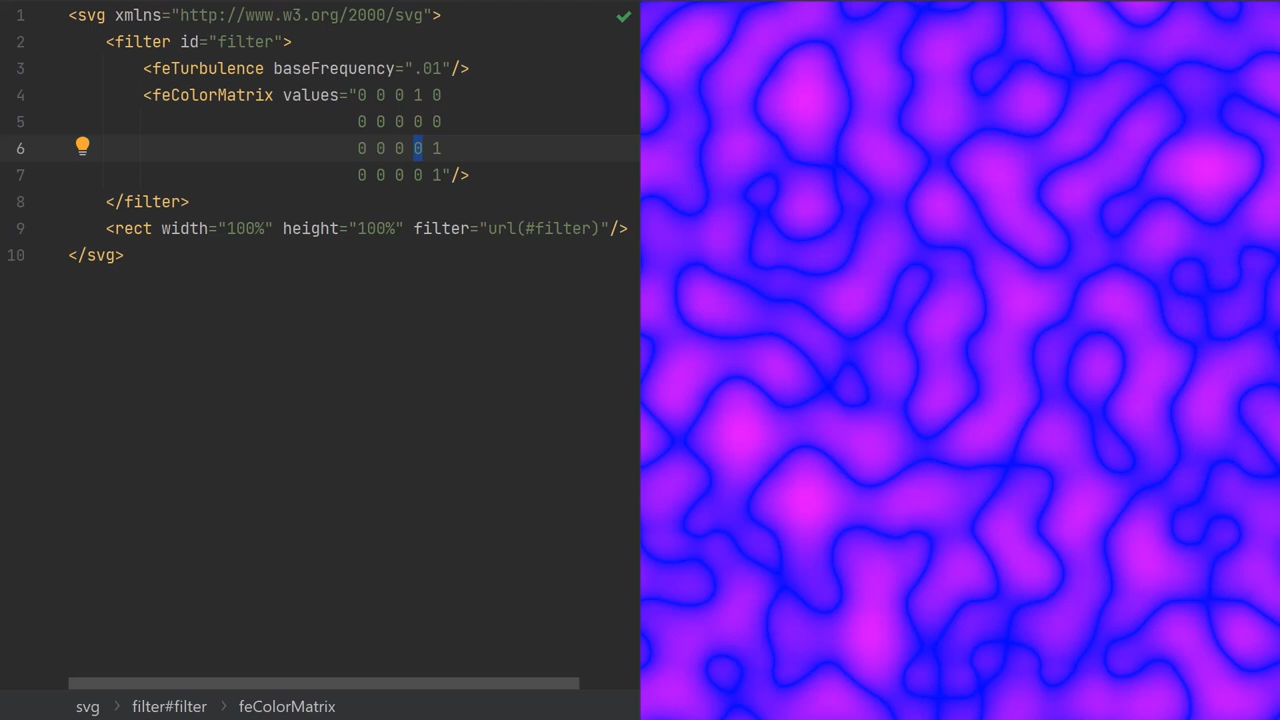 1 <svg xmlns="http://www.w3.org/2000/svg">
2 <filter id="filter">
3 <feTurbulence baseFrequency=".01"/>
4 <feColorMatrix values="0 0 0 1 0
5 0 0 0 0 0
6 0 0 0 0 1
7 0 0 0 0 1"/>
8 </filter>
9 <rect width="100%" height="100%" filter="url(#filter)"/>
10 </svg>
svg > filter#filter > feColorMatrix